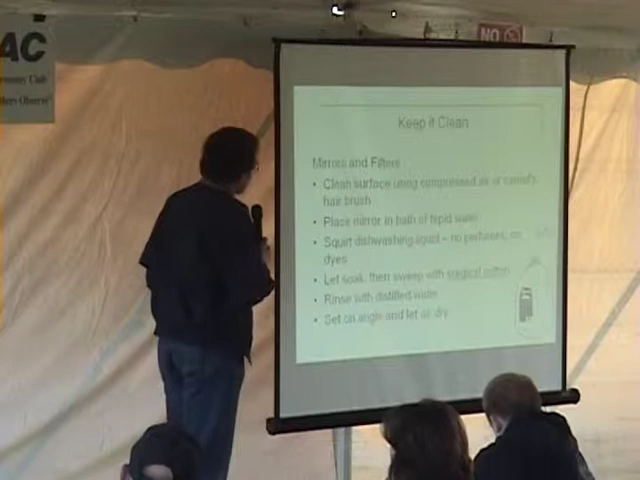 AC
NO
Keep it Clean
Mirrors and Filters
• Clean surface using compressed air or camel's
hair brush
• Place mirror in bath of tepid water
• Squirt dishwashing liquid – no perfumes, no
dyes
• Let soak, then sweep with surgical cotton
• Rinse with distilled water
• Set on angle and let air dry